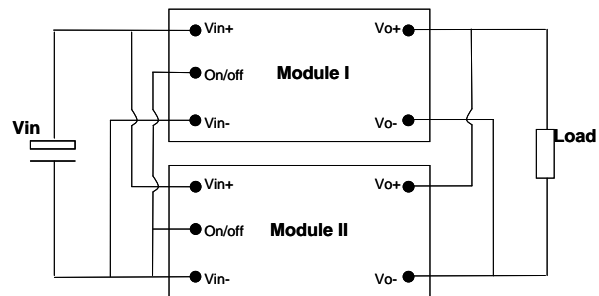 Vin+ Vo+
On/off Module I
Vin
Vin- Vo-
Load
Vin+ Vo+
On/off Module II
Vin- Vo-